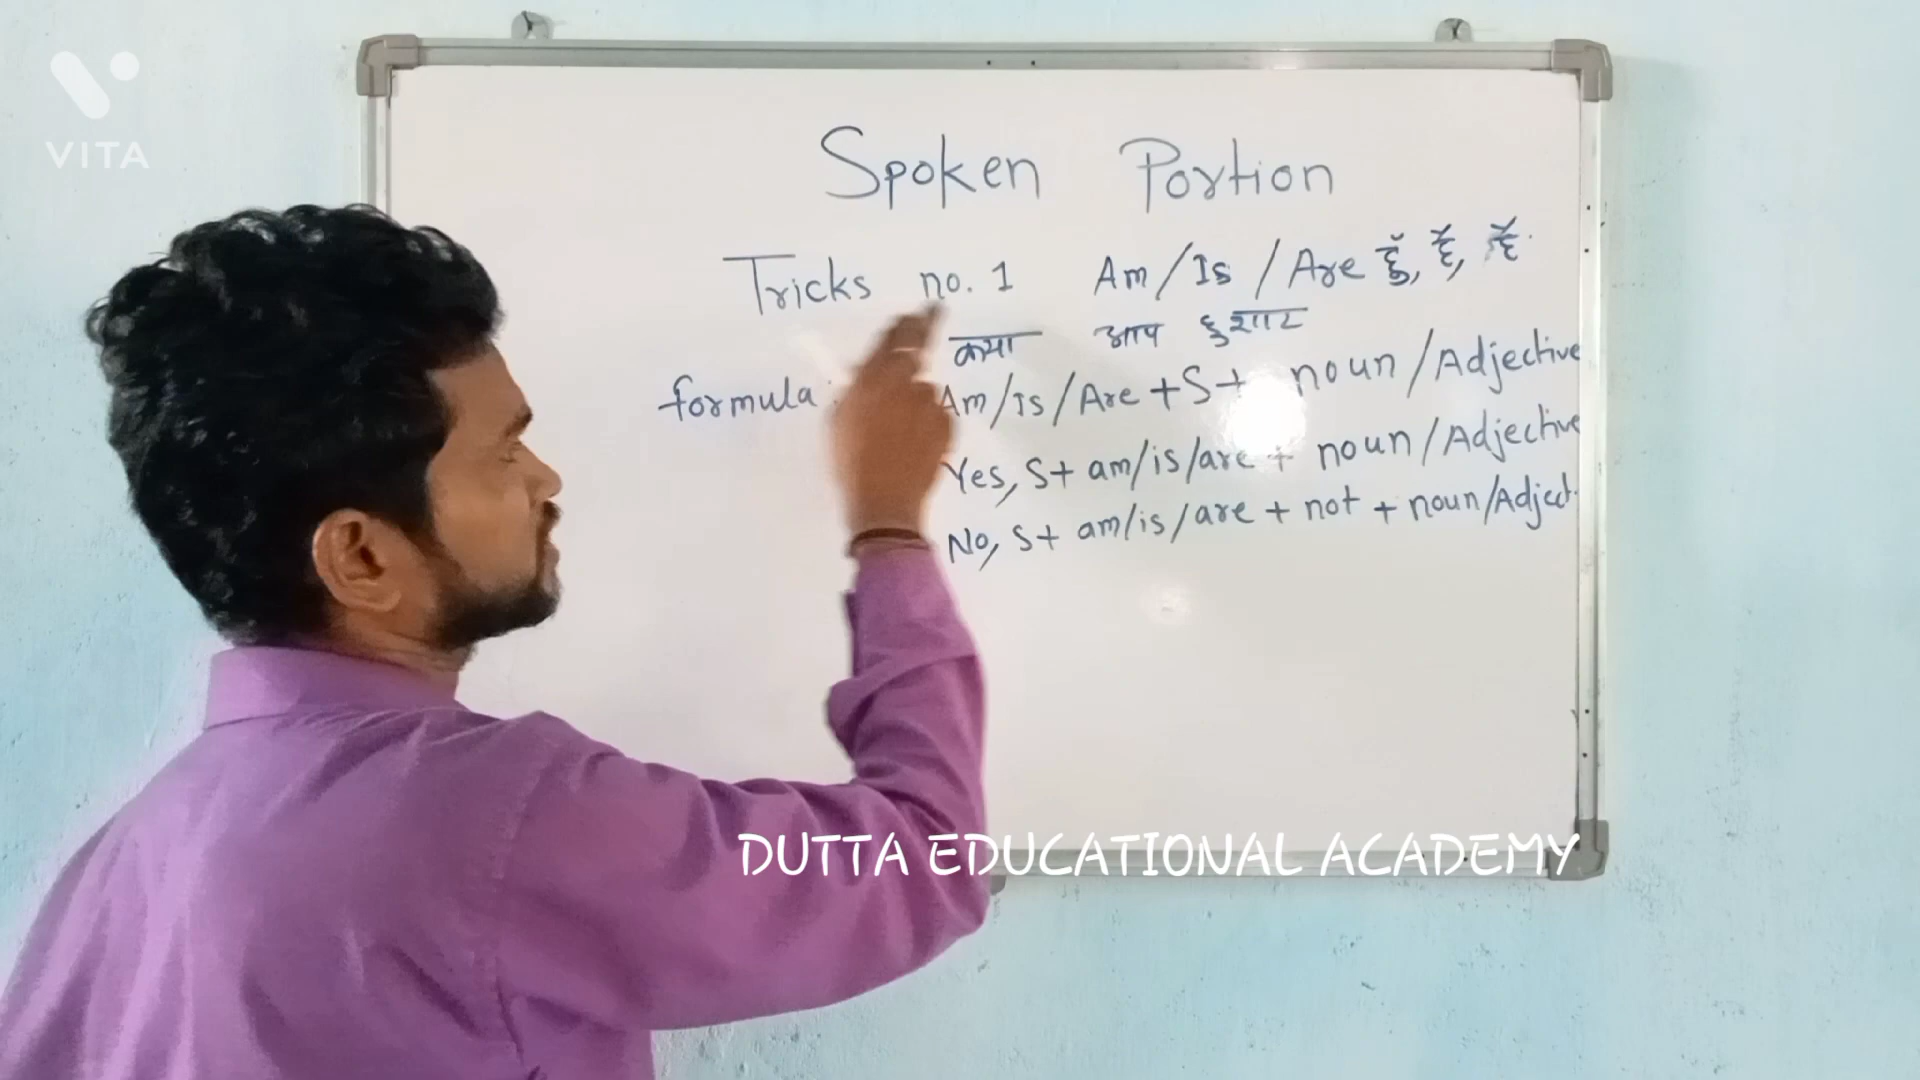 VITA
Spoken Portion
Tricks no. 1 Am/Is/Are हूँ, है, हैं.
क्या आप हुशार
formula: Am/Is/Are + S + noun/Adjective
Yes, S + am/is/are + noun/Adjective
No, S + am/is/are + not + noun/Adject.
DUTTA EDUCATIONAL ACADEMY